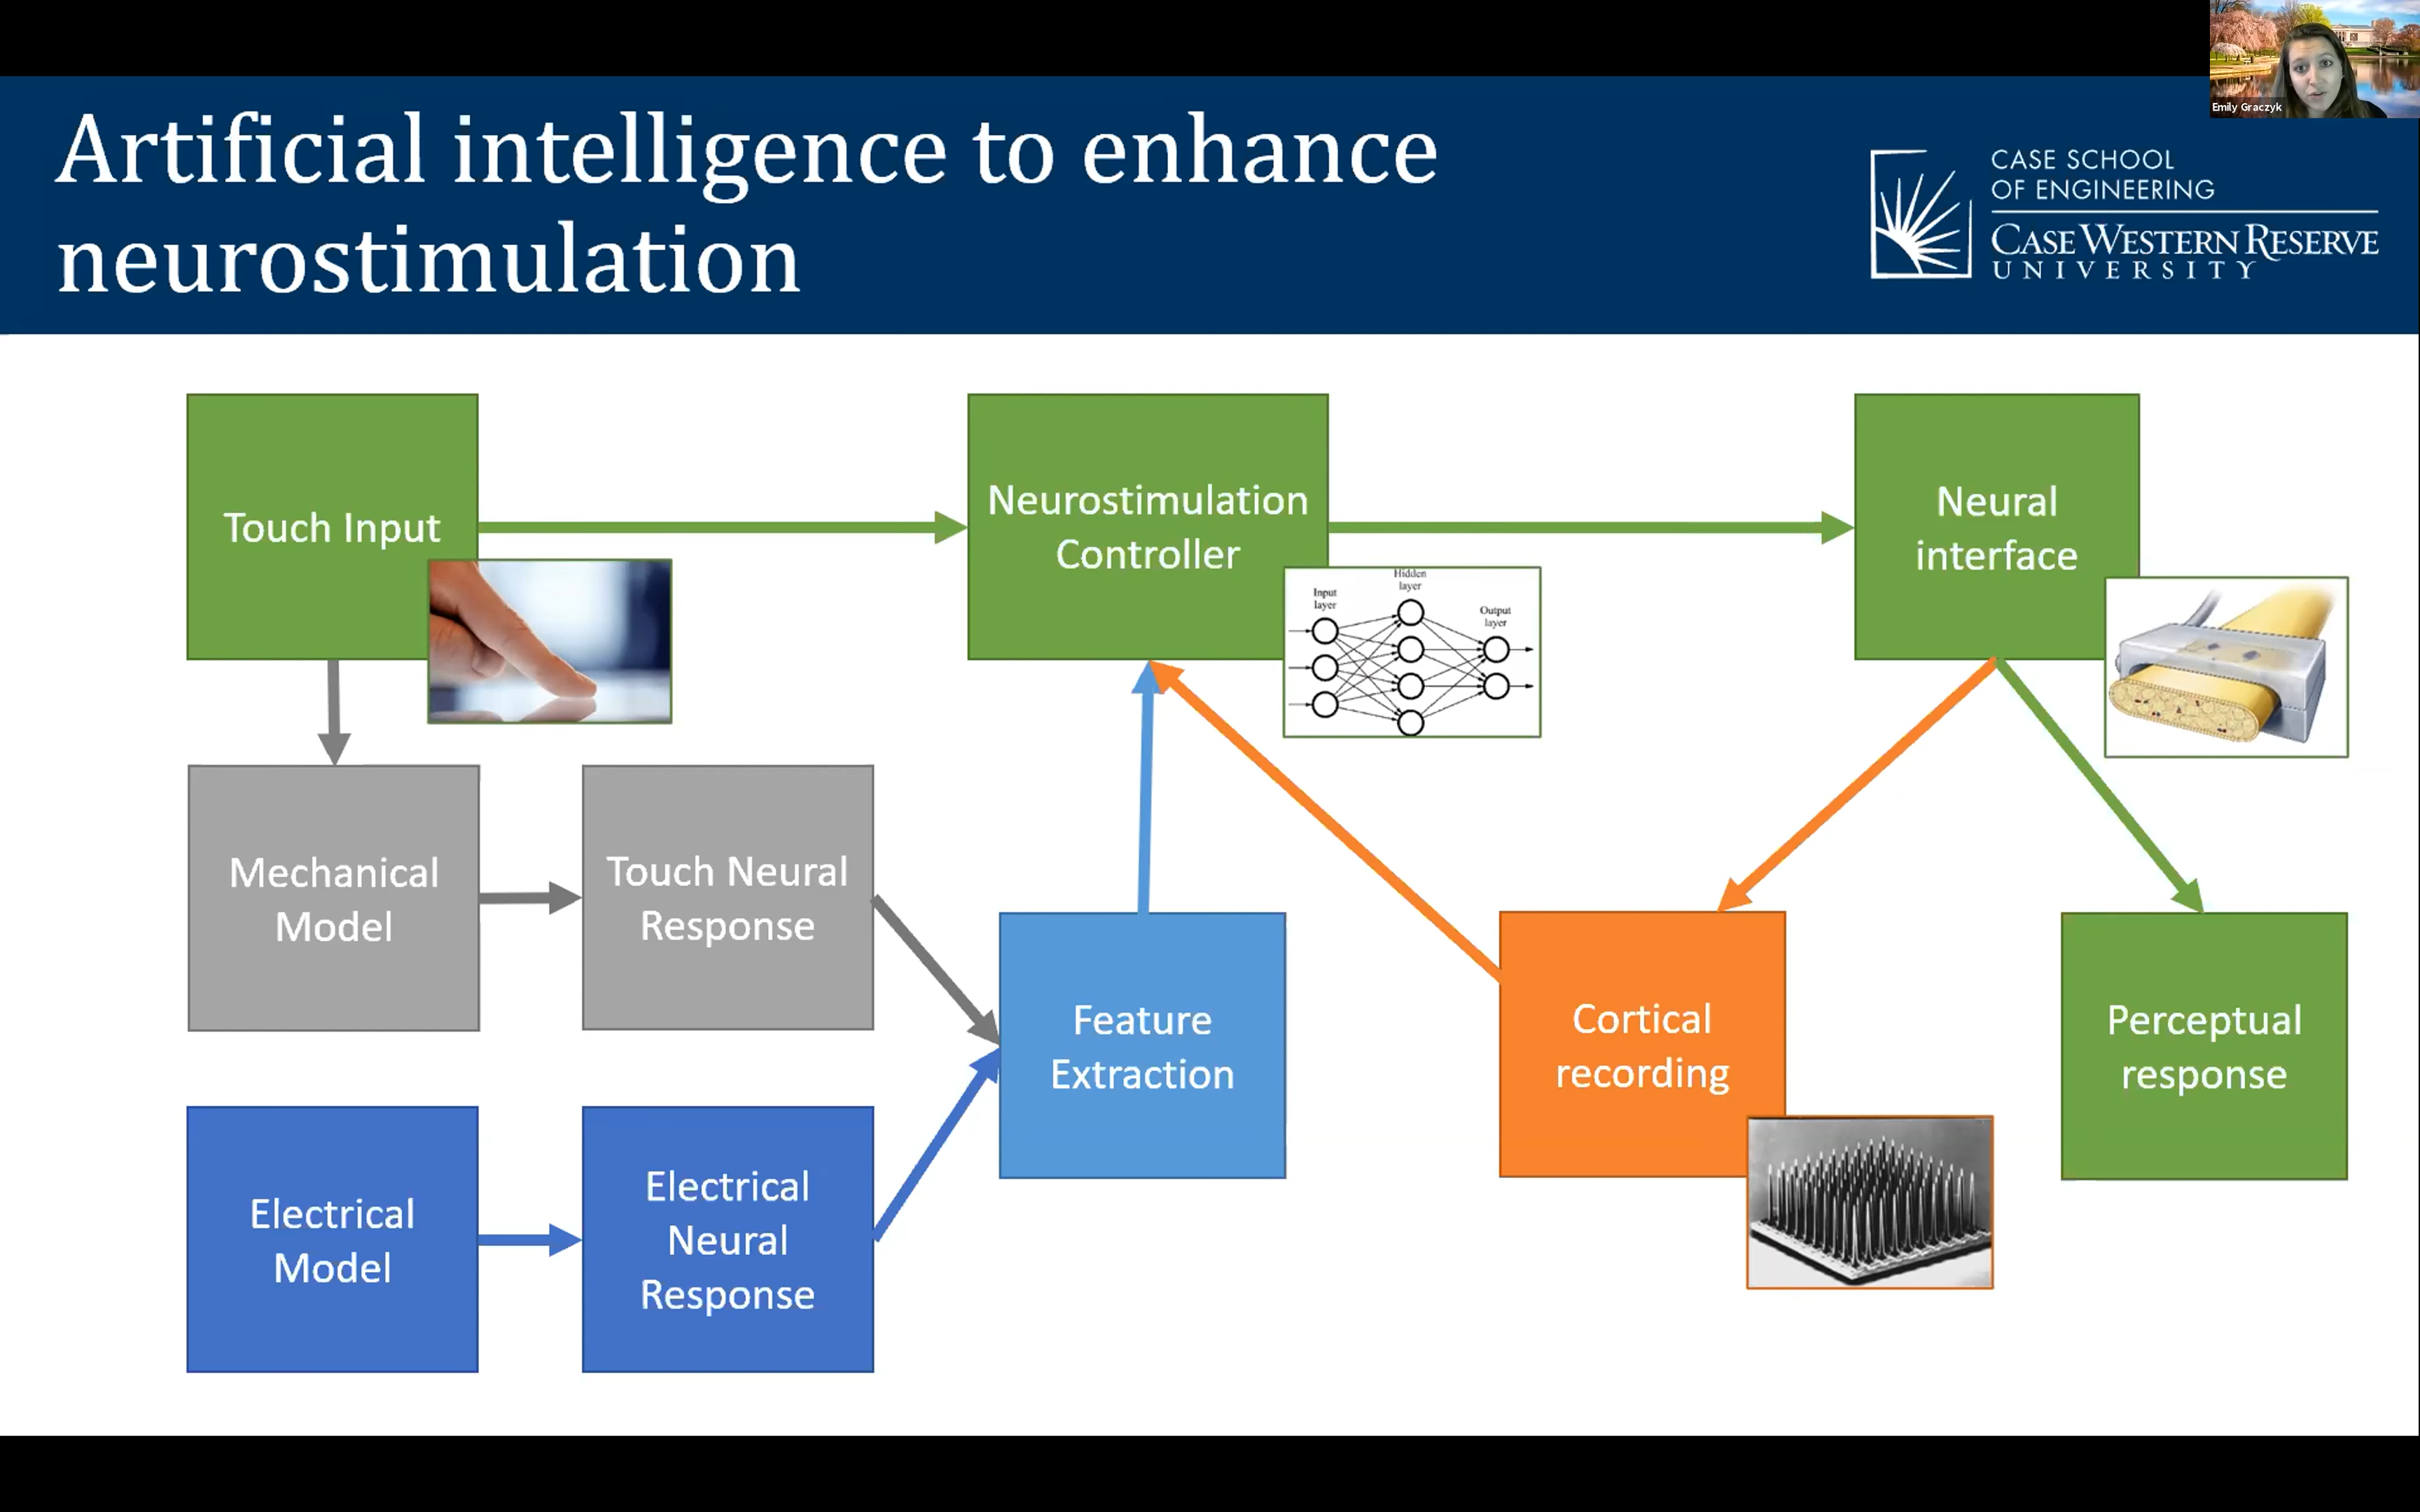 Emily Graczyk
Artificial intelligence to enhance
neurostimulation
CASE SCHOOL
OF ENGINEERING
CASE WESTERN RESERVE
UNIVERSITY
Touch Input
Neurostimulation
Controller
Neural
interface
Input
layer
Hidden
layer
Output
layer
Mechanical
Model
Touch Neural
Response
Feature
Extraction
Cortical
recording
Perceptual
response
Electrical
Model
Electrical
Neural
Response